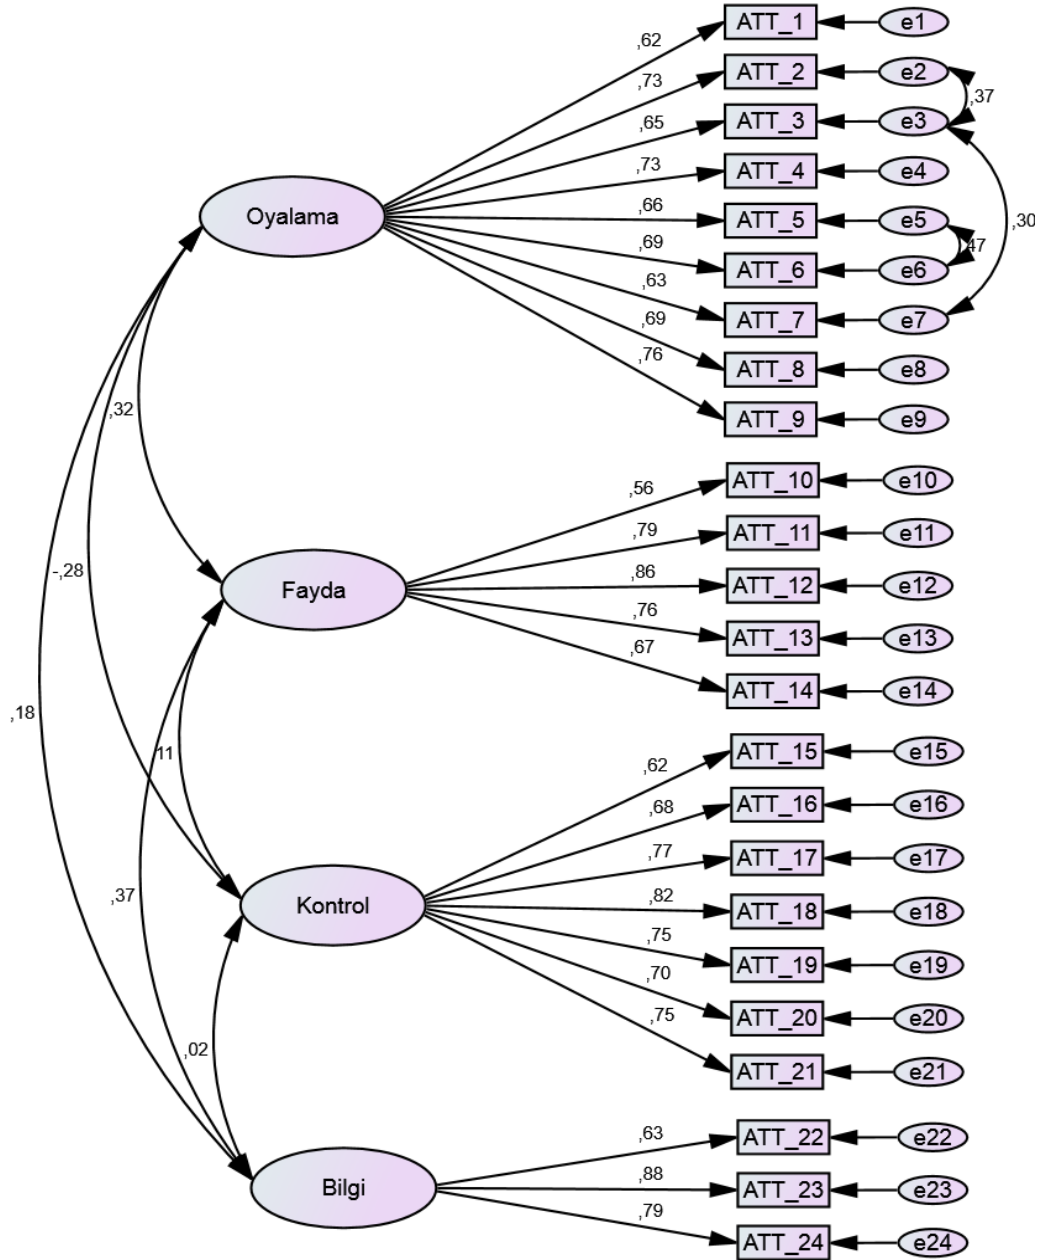 ATT_1
e1
,62
ATT_2
e2
,73
,37
ATT_3
e3
,65
ATT_4
e4
,73
Oyalama
ATT_5
e5
,66
,30
ATT_6
e6
,69
47
ATT_7
e7
,63
ATT_8
e8
,69
ATT_9
e9
,76
,32
ATT_10
e10
,56
ATT_11
e11
,79
-,28
Fayda
ATT_12
e12
,86
ATT_13
e13
,76
ATT_14
e14
,67
,18
11
ATT_15
e15
,62
ATT_16
e16
,68
ATT_17
e17
,77
,37
Kontrol
ATT_18
e18
,82
ATT_19
e19
,75
ATT_20
e20
,70
ATT_21
e21
,75
,02
ATT_22
e22
,63
Bilgi
ATT_23
e23
,88
ATT_24
e24
,79